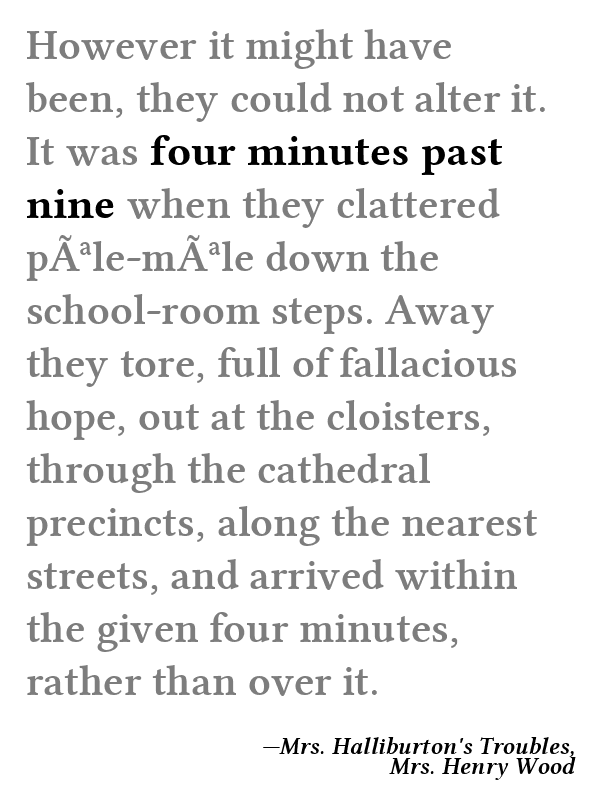 However it might have
been, they could not alter it.
It was four minutes past
nine when they clattered
pÃªle-mÃªle down the
school-room steps. Away
they tore, full of fallacious
hope, out at the cloisters,
through the cathedral
precincts, along the nearest
streets, and arrived within
the given four minutes,
rather than over it.
—Mrs. Halliburton's Troubles,
Mrs. Henry Wood